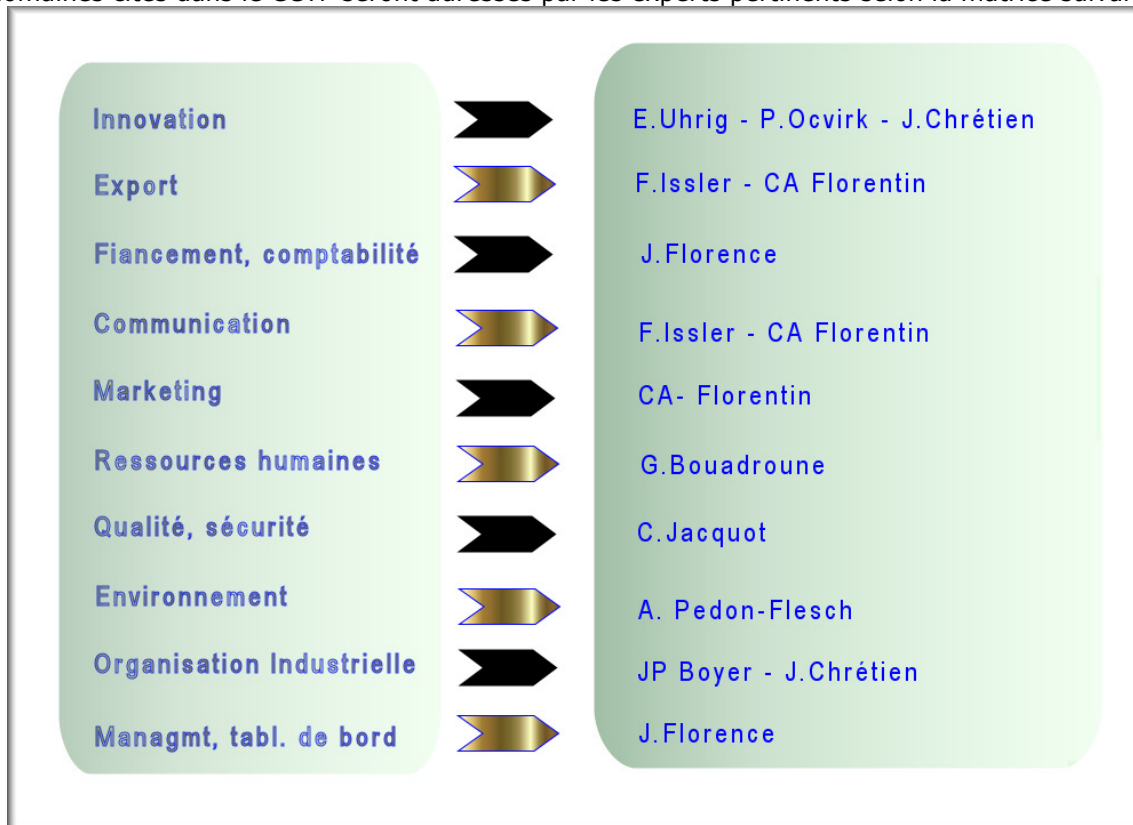 Innovation E.Uhrig - P.Ocvirk - J.Chrétien
Export F.Issler - CA Florentin
Fiancement, comptabilité J.Florence
Communication F.Issler - CA Florentin
Marketing CA- Florentin
Ressources humaines G.Bouadroune
Qualité, sécurité C.Jacquot
Environnement A. Pedon-Flesch
Organisation Industrielle JP Boyer - J.Chrétien
Managmt, tabl. de bord J.Florence